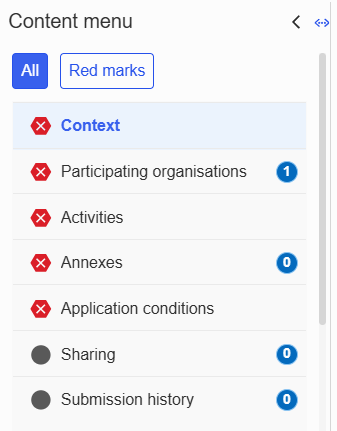 Content menu
All Red marks
Context
Participating organisations 1
Activities
Annexes 0
Application conditions
Sharing 0
Submission history 0